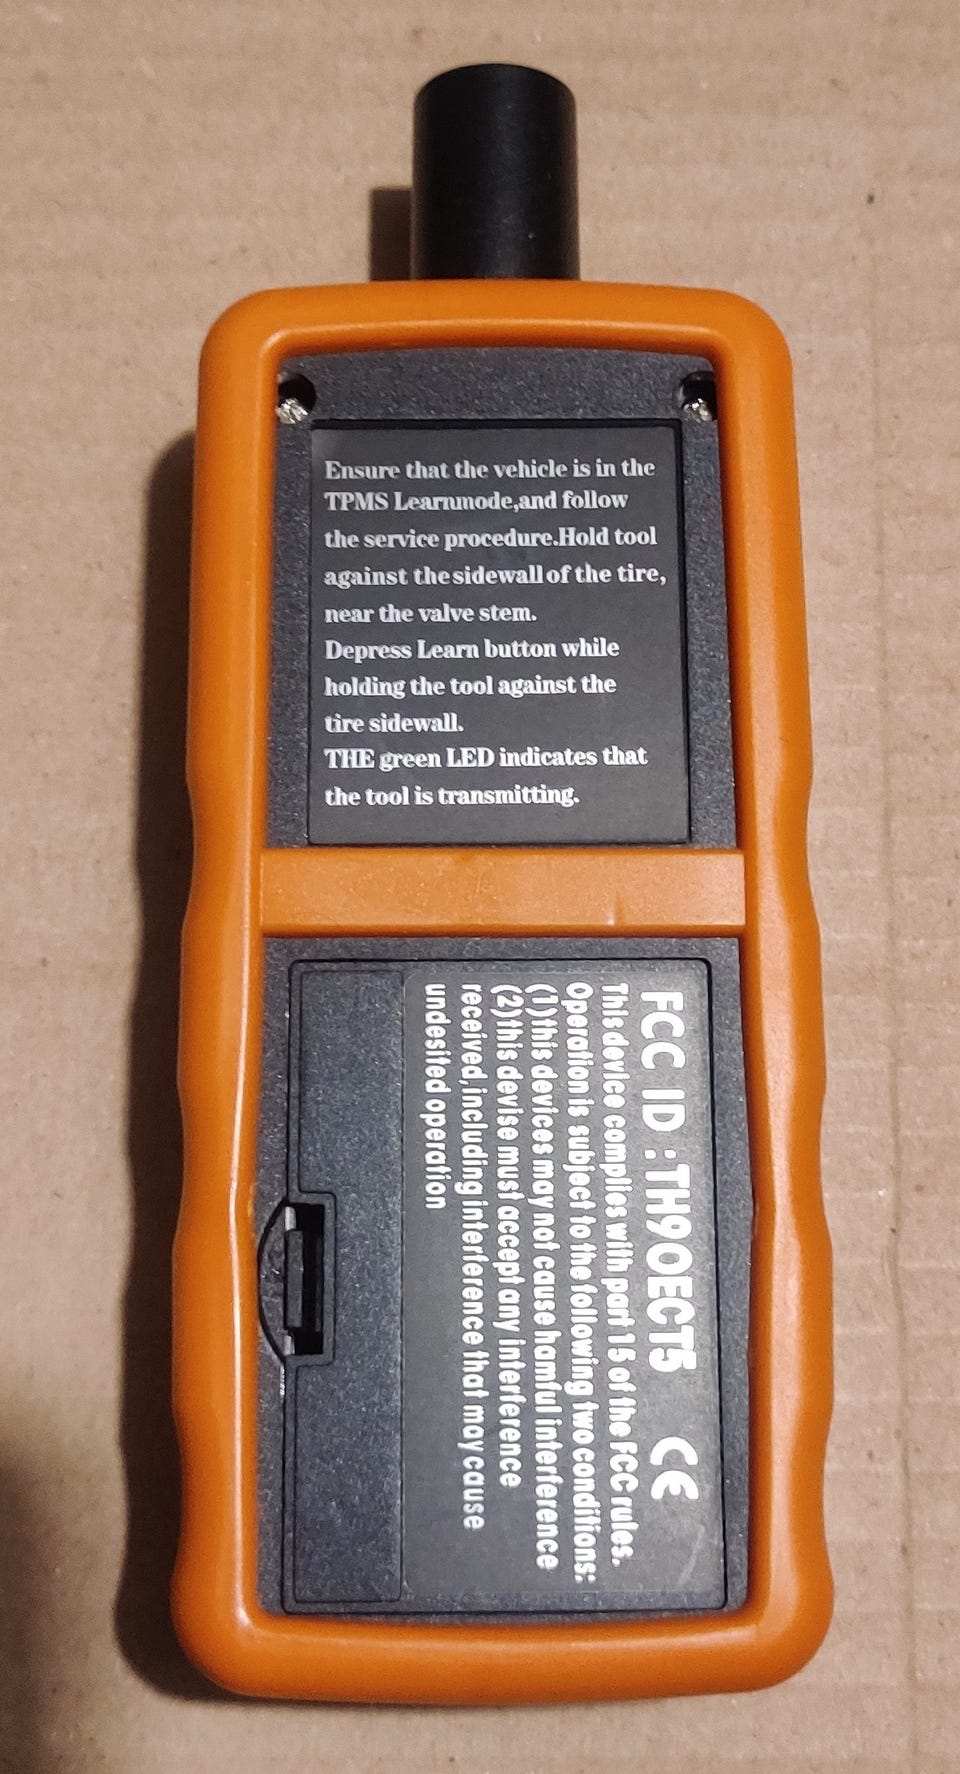 Ensure that the vehicle is in the
TPMS Learnmode,and follow
the service procedure.Hold tool
against the sidewall of the tire,
near the valve stem.
Depress Learn button while
holding the tool against the
tire sidewall.
THE green LED indicates that
the tool is transmitting.
FCC ID :TH9OECT5 CE
This device complies with part 15 of the FCC rules.
Operation is subject to the following two conditions:
(1)this devices may not cause hamful interference
(2)this devise must accept any interference
received,including interference that may cause
undesited operation